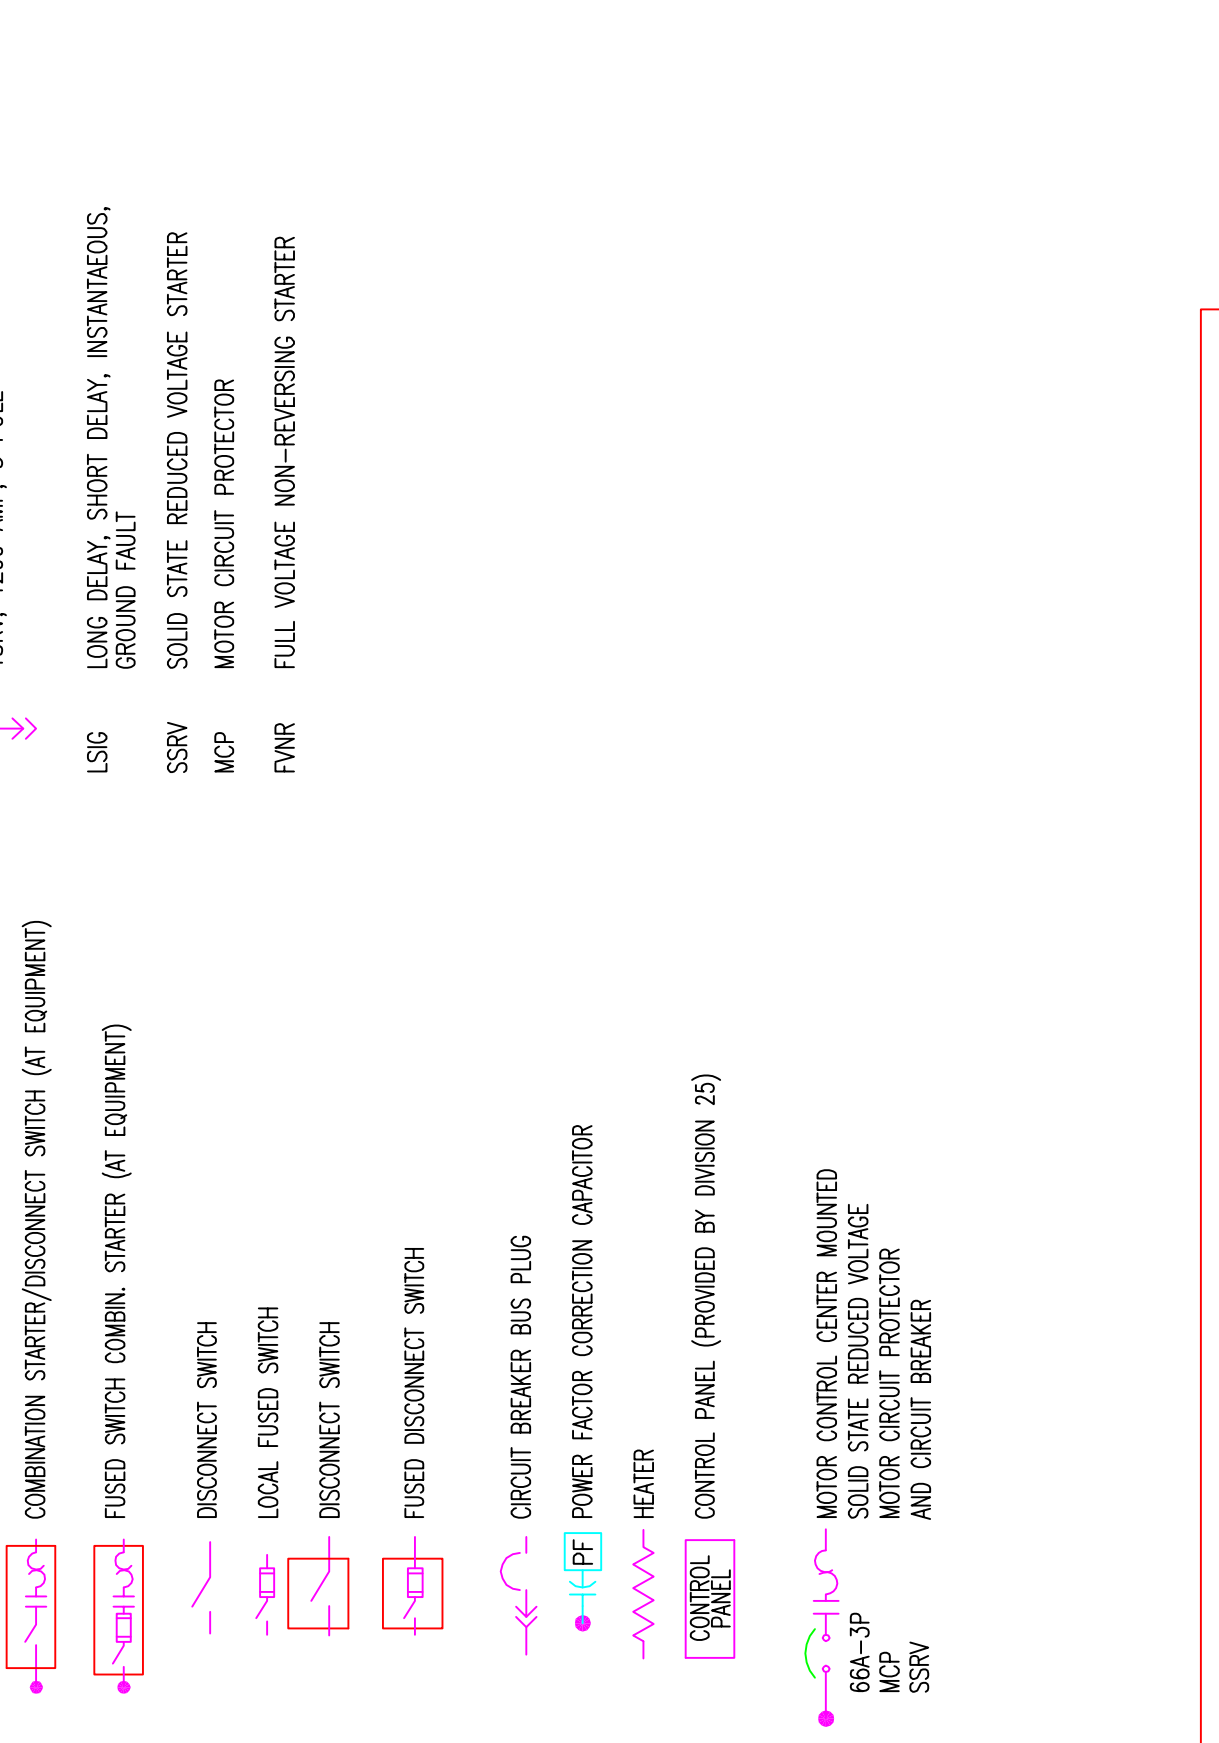 LSIG
LONG DELAY, SHORT DELAY, INSTANTAEOUS,
GROUND FAULT
SSRV
SOLID STATE REDUCED VOLTAGE STARTER
MCP
MOTOR CIRCUIT PROTECTOR
FVNR
FULL VOLTAGE NON-REVERSING STARTER
COMBINATION STARTER/DISCONNECT SWITCH (AT EQUIPMENT)
FUSED SWITCH COMBIN. STARTER (AT EQUIPMENT)
DISCONNECT SWITCH
LOCAL FUSED SWITCH
DISCONNECT SWITCH
FUSED DISCONNECT SWITCH
CIRCUIT BREAKER BUS PLUG
PF
POWER FACTOR CORRECTION CAPACITOR
HEATER
CONTROL
PANEL
CONTROL PANEL (PROVIDED BY DIVISION 25)
MOTOR CONTROL CENTER MOUNTED
SOLID STATE REDUCED VOLTAGE
MOTOR CIRCUIT PROTECTOR
AND CIRCUIT BREAKER
66A-3P
MCP
SSRV